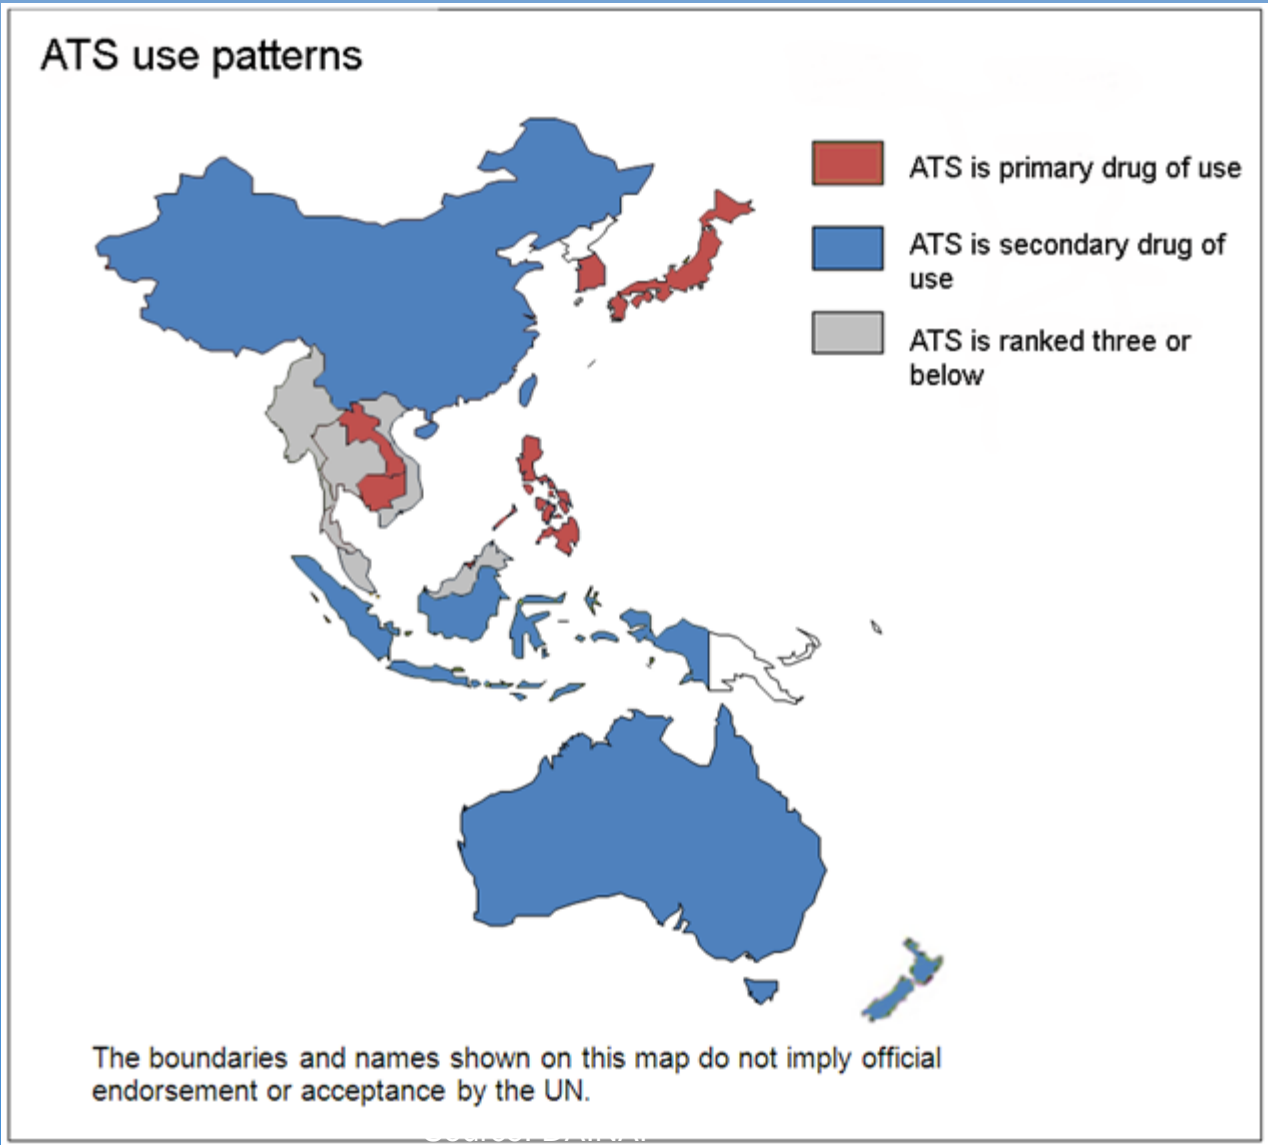 ATS use patterns
ATS is primary drug of use
ATS is secondary drug of
use
ATS is ranked three or
below
The boundaries and names shown on this map do not imply official
endorsement or acceptance by the UN.